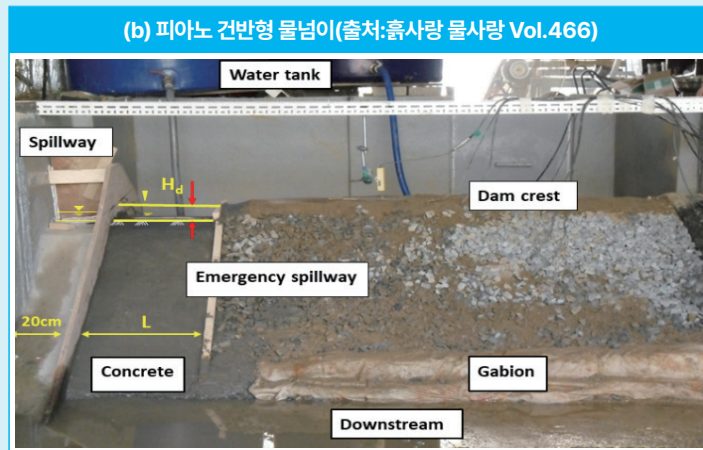 (b) 피아노 건반형 물넘이(출처:흙사랑 물사랑 Vol.466)
Water tank
Spillway
H_d
Dam crest
Emergency spillway
20cm
L
Concrete
Gabion
Downstream